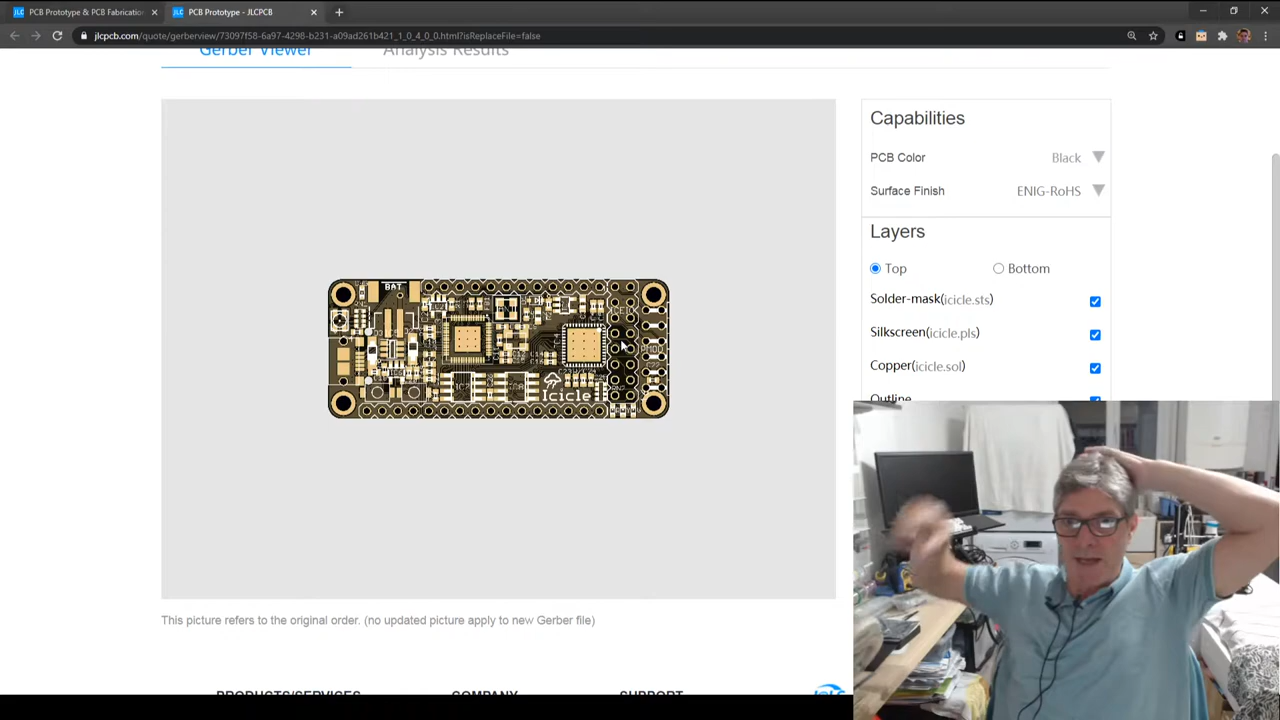 PCB Prototype & PCB Fabricatio
PCB Prototype - JLCPCB
jlcpcb.com/quote/gerberview/73097f58-6a97-4298-b231-a09ad261b421_1_0_4_0_0.html?isReplaceFile=false
Gerber Viewer
Analysis Results
Capabilities
PCB Color
Black
Surface Finish
ENIG-RoHS
Layers
Top
Bottom
Solder-mask(icicle.sts)
Silkscreen(icicle.pls)
Copper(icicle.sol)
Outline
BAT
Icicle
This picture refers to the original order. (no updated picture apply to new Gerber file)
PRODUCTS/SERVICES
COMPANY
SUPPORT